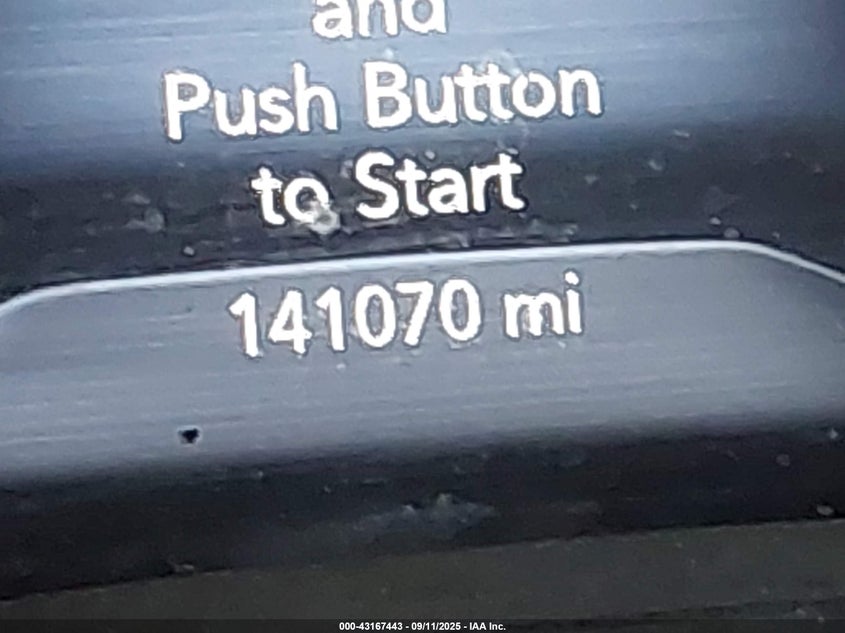 and
Push Button
to Start
141070 mi
000-43167443 - 09/11/2025 - IAA Inc.